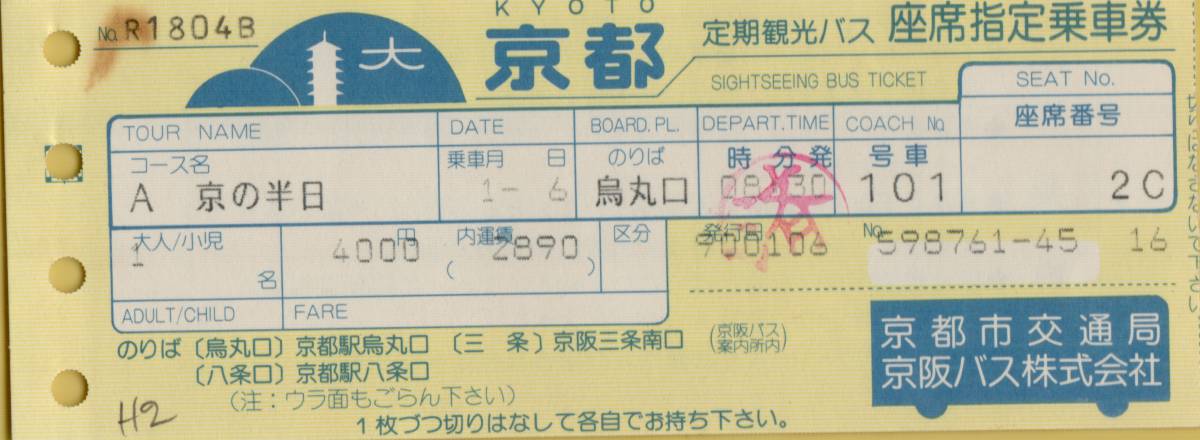 KYOTO
No. R1804B
大
京都
定期観光バス 座席指定乗車券
SIGHTSEEING BUS TICKET
SEAT No.
座席番号
TOUR NAME DATE BOARD.PL. DEPART.TIME COACH No
コース名 乗車月 日 のりば 時 分発 号車
A 京の半日 1-6 烏丸口 08 30 101 2C
大人/小児 円 内運賃 区分 発行日 No.
1 4000 2890 900106 598761-45 16
名 ( )
ADULT/CHILD FARE
のりば〔烏丸口〕京都駅烏丸口 〔三 条〕京阪三条南口 (京阪バス案内所内)
〔八条口〕京都駅八条口
(注:ウラ面もごらん下さい)
1枚づつ切りはなして各自でお持ち下さい。
京都市交通局
京阪バス株式会社
H2